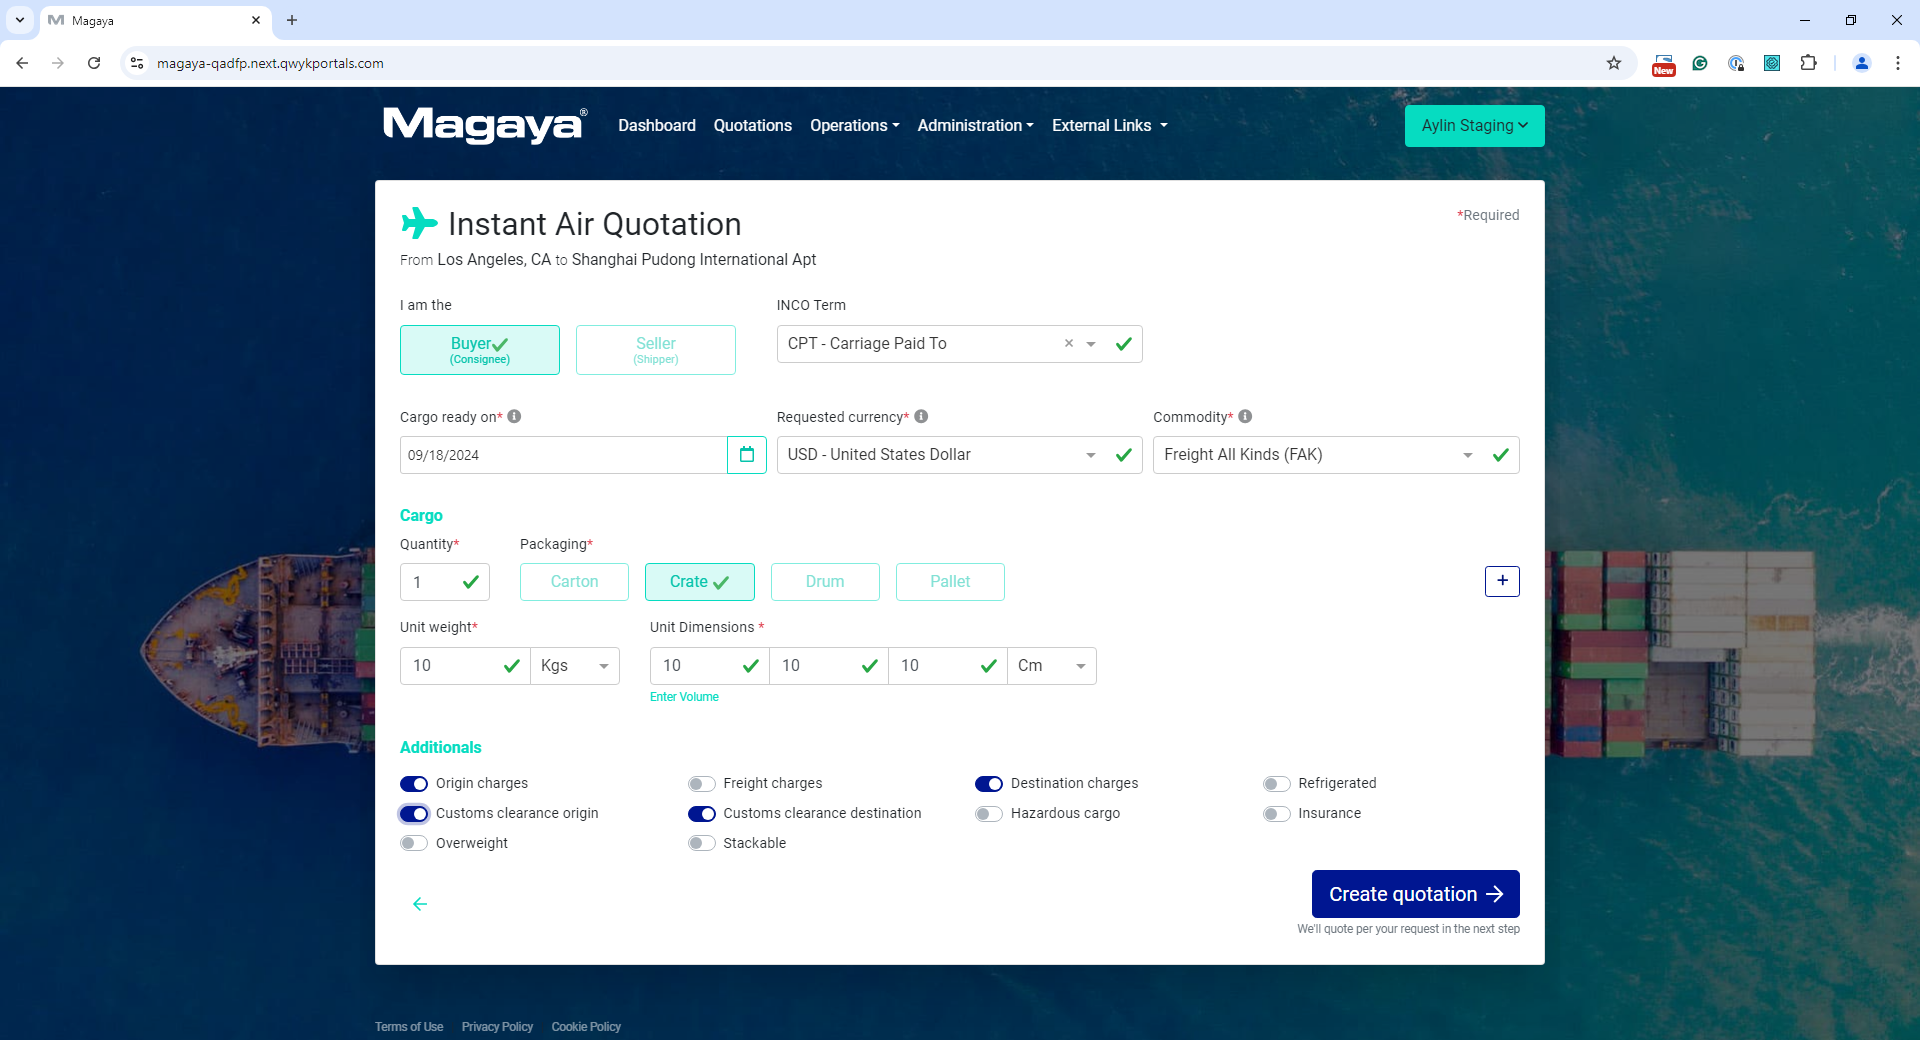 Magaya
magaya-qadfp.next.qwykportals.com
New
Magaya®
Dashboard
Quotations
Operations
Administration
External Links
Aylin Staging
Instant Air Quotation
*Required
From Los Angeles, CA to Shanghai Pudong International Apt
I am the
INCO Term
Buyer
(Consignee)
Seller
(Shipper)
CPT - Carriage Paid To
Cargo ready on*
Requested currency*
Commodity*
09/18/2024
USD - United States Dollar
Freight All Kinds (FAK)
Cargo
Quantity*
Packaging*
1
Carton
Crate
Drum
Pallet
Unit weight*
Unit Dimensions *
10
Kgs
10
10
10
Cm
Enter Volume
Additionals
Origin charges
Freight charges
Destination charges
Refrigerated
Customs clearance origin
Customs clearance destination
Hazardous cargo
Insurance
Overweight
Stackable
Create quotation
We'll quote per your request in the next step
Terms of Use
Privacy Policy
Cookie Policy